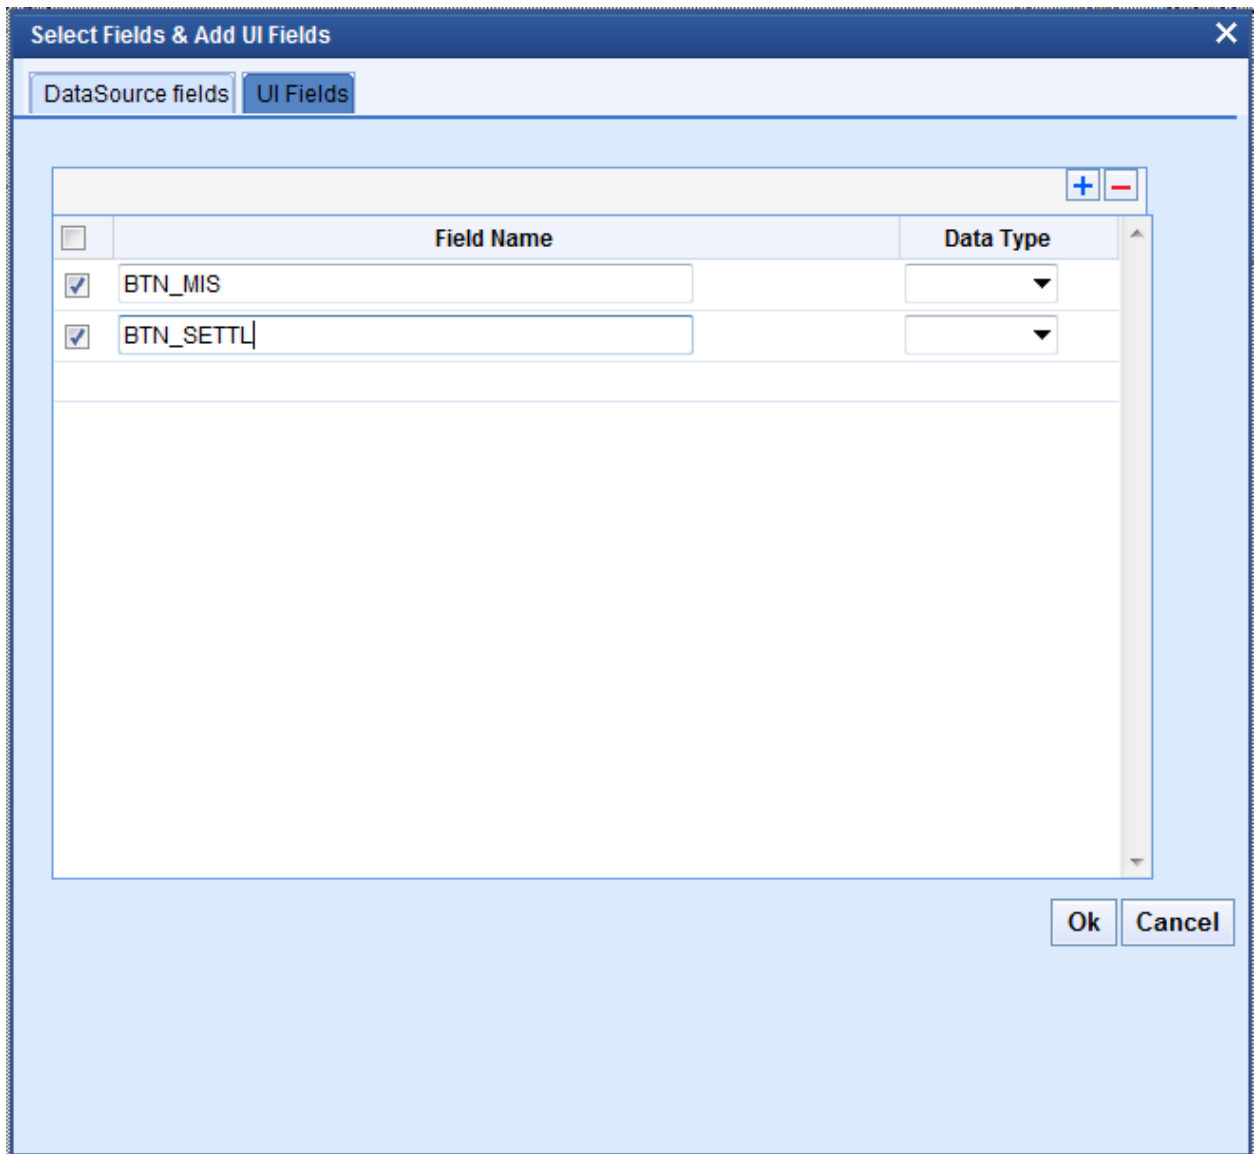 Select Fields & Add UI Fields
DataSource fields UI Fields
Field Name Data Type
BTN_MIS
BTN_SETTL
Ok Cancel